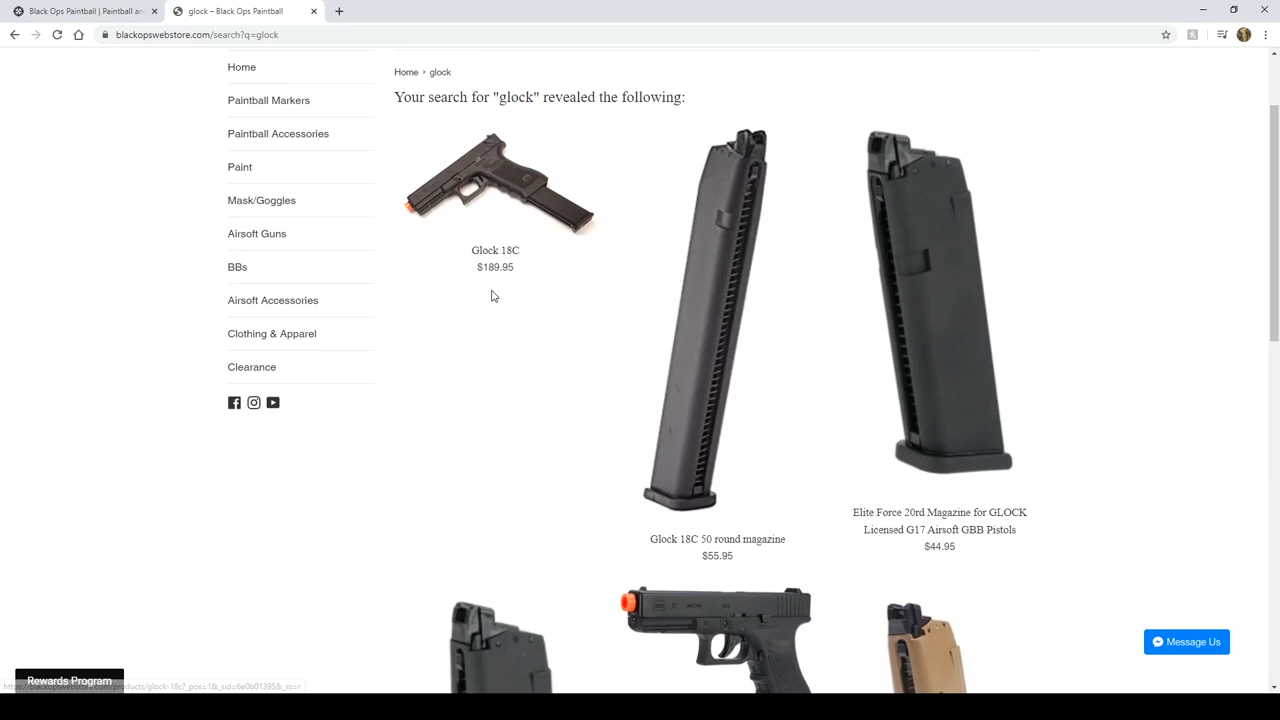 Black Ops Paintball | Paintball an
glock – Black Ops Paintball
blackopswebstore.com/search?q=glock
Home
Paintball Markers
Paintball Accessories
Paint
Mask/Goggles
Airsoft Guns
BBs
Airsoft Accessories
Clothing & Apparel
Clearance
Home › glock
Your search for "glock" revealed the following:
Glock 18C
$189.95
Glock 18C 50 round magazine
$55.95
Elite Force 20rd Magazine for GLOCK
Licensed G17 Airsoft GBB Pistols
$44.95
Message Us
Rewards Program